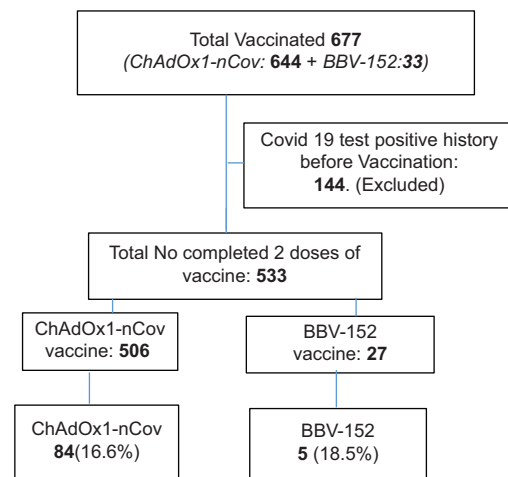 Total Vaccinated 677
(ChAdOx1-nCov: 644 + BBV-152:33)
Covid 19 test positive history
before Vaccination:
144. (Excluded)
Total No completed 2 doses of
vaccine: 533
ChAdOx1-nCov
vaccine: 506
BBV-152
vaccine: 27
ChAdOx1-nCov
84(16.6%)
BBV-152
5 (18.5%)